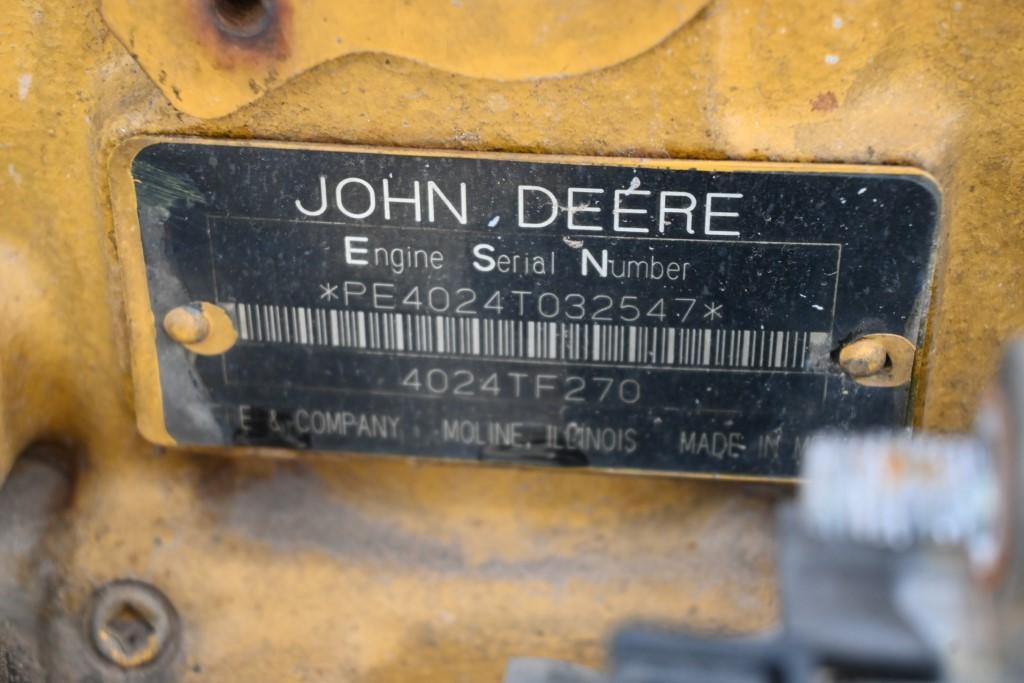 JOHN DEERE
Engine Serial Number
*PE4024T032547*
4024TF270
E & COMPANY MOLINE, ILLINOIS MADE IN